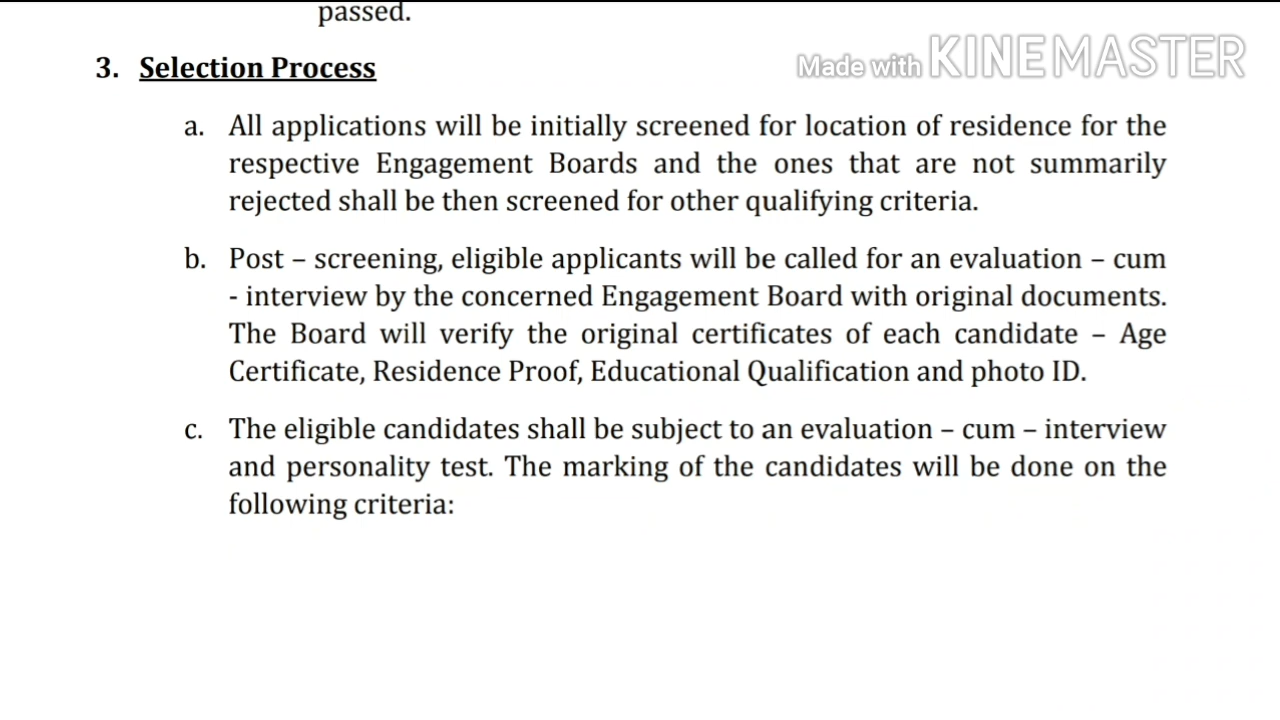 passed.
3. Selection Process
Made with KINEMASTER
a. All applications will be initially screened for location of residence for the
respective Engagement Boards and the ones that are not summarily
rejected shall be then screened for other qualifying criteria.
b. Post – screening, eligible applicants will be called for an evaluation – cum
- interview by the concerned Engagement Board with original documents.
The Board will verify the original certificates of each candidate – Age
Certificate, Residence Proof, Educational Qualification and photo ID.
c. The eligible candidates shall be subject to an evaluation – cum – interview
and personality test. The marking of the candidates will be done on the
following criteria: